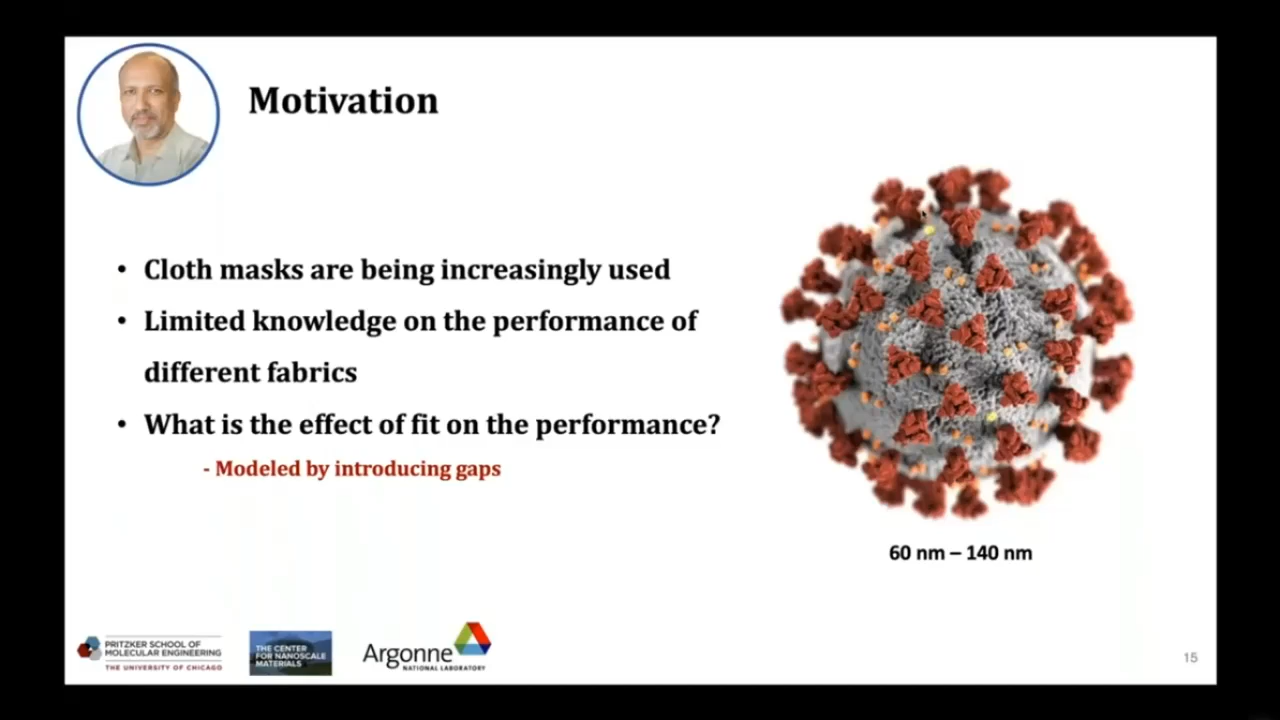 Motivation
• Cloth masks are being increasingly used
• Limited knowledge on the performance of
different fabrics
• What is the effect of fit on the performance?
- Modeled by introducing gaps
60 nm – 140 nm
PRITZKER SCHOOL OF
MOLECULAR ENGINEERING
THE UNIVERSITY OF CHICAGO
THE CENTER
FOR NANOSCALE
MATERIALS
Argonne
NATIONAL LABORATORY
15